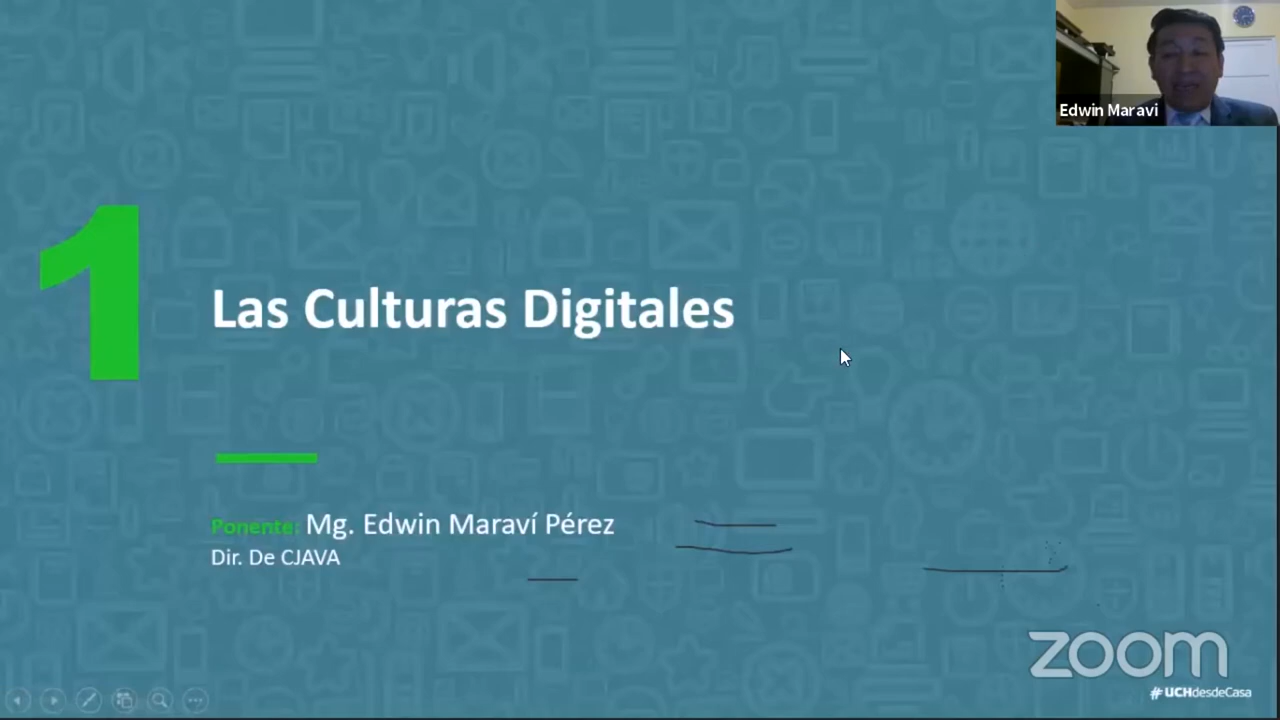 Edwin Maravi
1
Las Culturas Digitales
Ponente: Mg. Edwin Maraví Pérez
Dir. De CJAVA
zoom
#UCHdesdeCasa